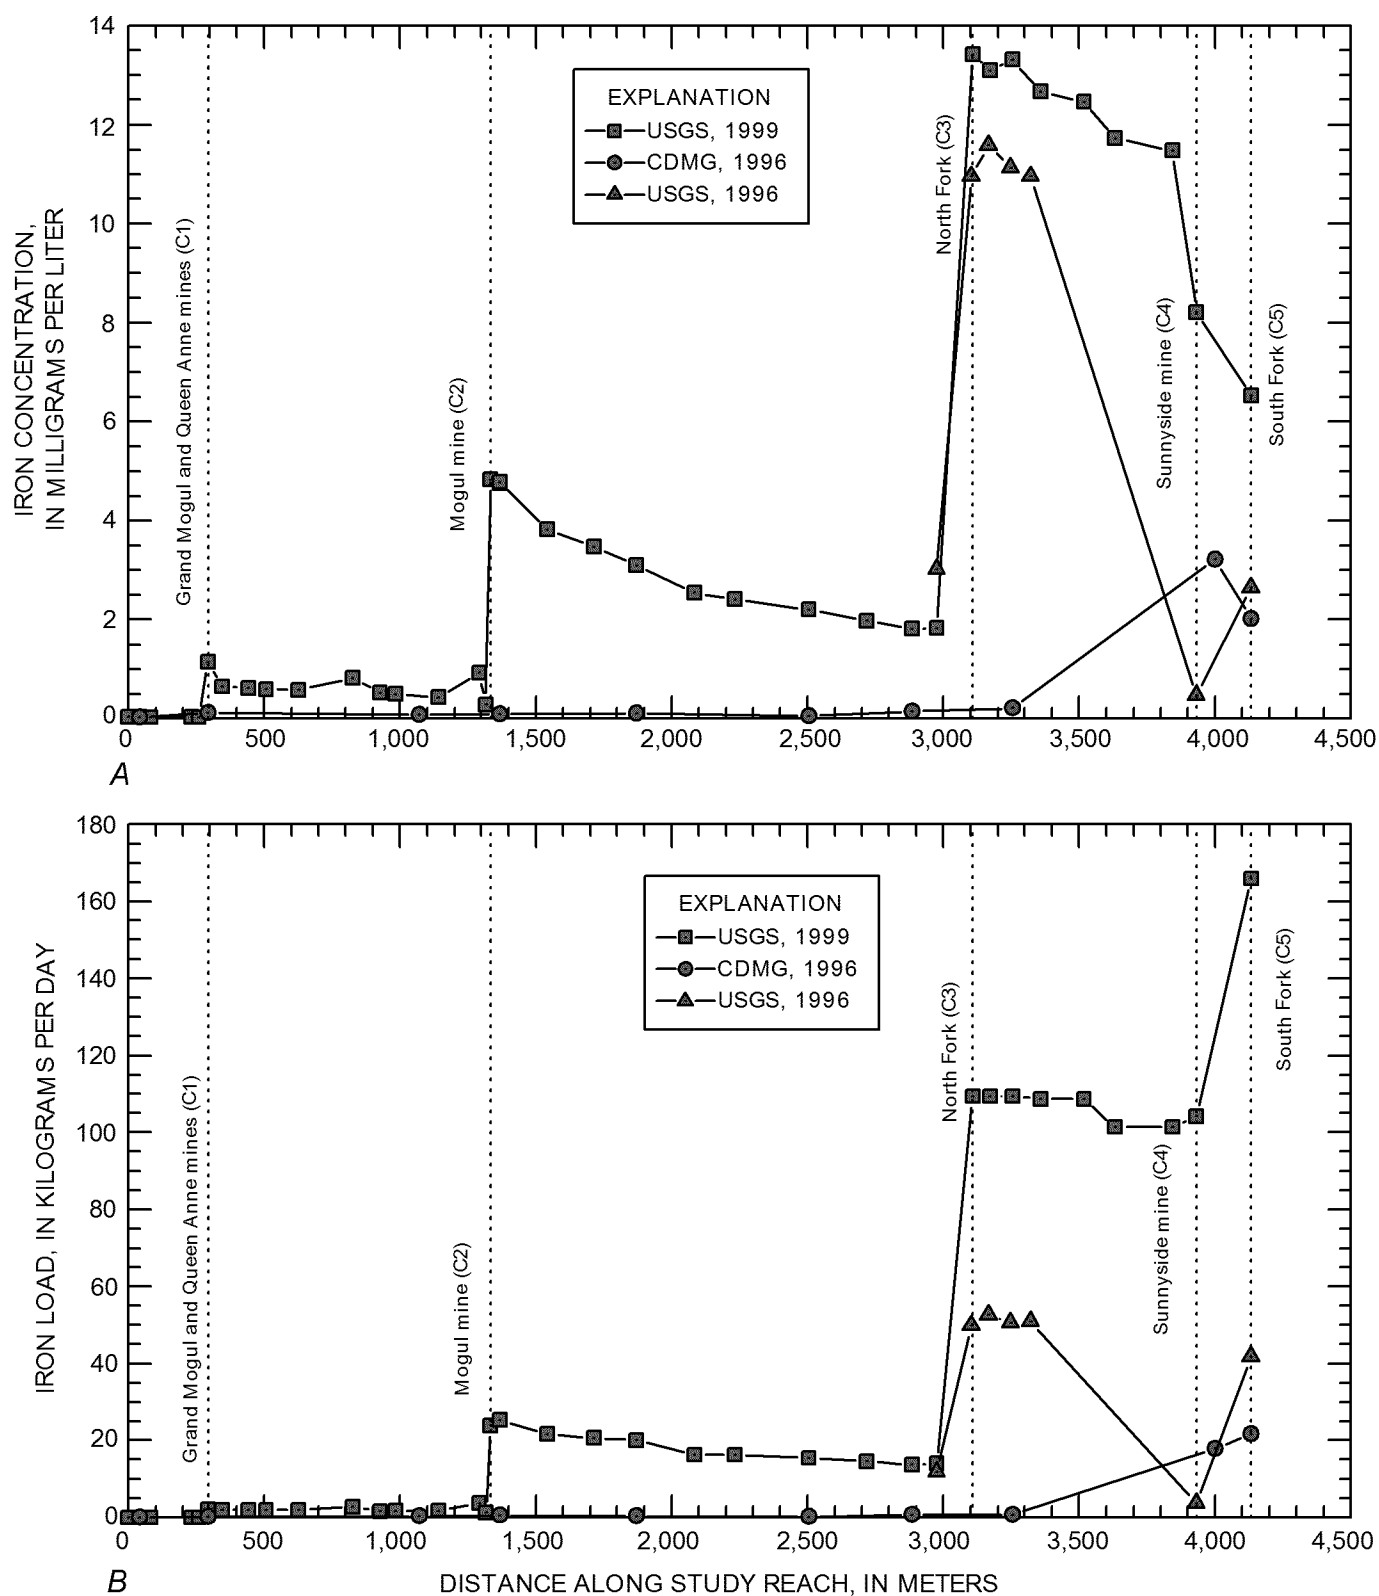 14
12
10
8
6
4
2
0
IRON CONCENTRATION,
IN MILLIGRAMS PER LITER
EXPLANATION
USGS, 1999
CDMG, 1996
USGS, 1996
Grand Mogul and Queen Anne mines (C1)
Mogul mine (C2)
North Fork (C3)
Sunnyside mine (C4)
South Fork (C5)
0 500 1,000 1,500 2,000 2,500 3,000 3,500 4,000 4,500
A
180
160
140
120
100
80
60
40
20
0
IRON LOAD, IN KILOGRAMS PER DAY
EXPLANATION
USGS, 1999
CDMG, 1996
USGS, 1996
Grand Mogul and Queen Anne mines (C1)
Mogul mine (C2)
North Fork (C3)
Sunnyside mine (C4)
South Fork (C5)
0 500 1,000 1,500 2,000 2,500 3,000 3,500 4,000 4,500
B
DISTANCE ALONG STUDY REACH, IN METERS